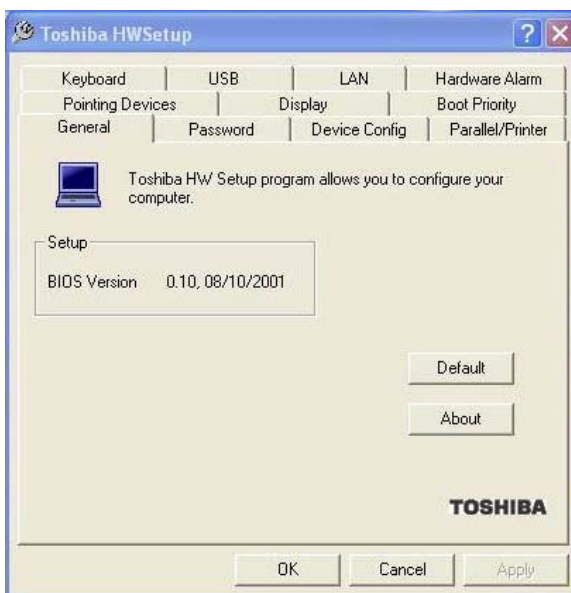 Toshiba HWSetup
Keyboard USB LAN Hardware Alarm
Pointing Devices Display Boot Priority
General Password Device Config Parallel/Printer
Toshiba HW Setup program allows you to configure your
computer.
Setup
BIOS Version 0.10, 08/10/2001
Default
About
TOSHIBA
OK Cancel Apply